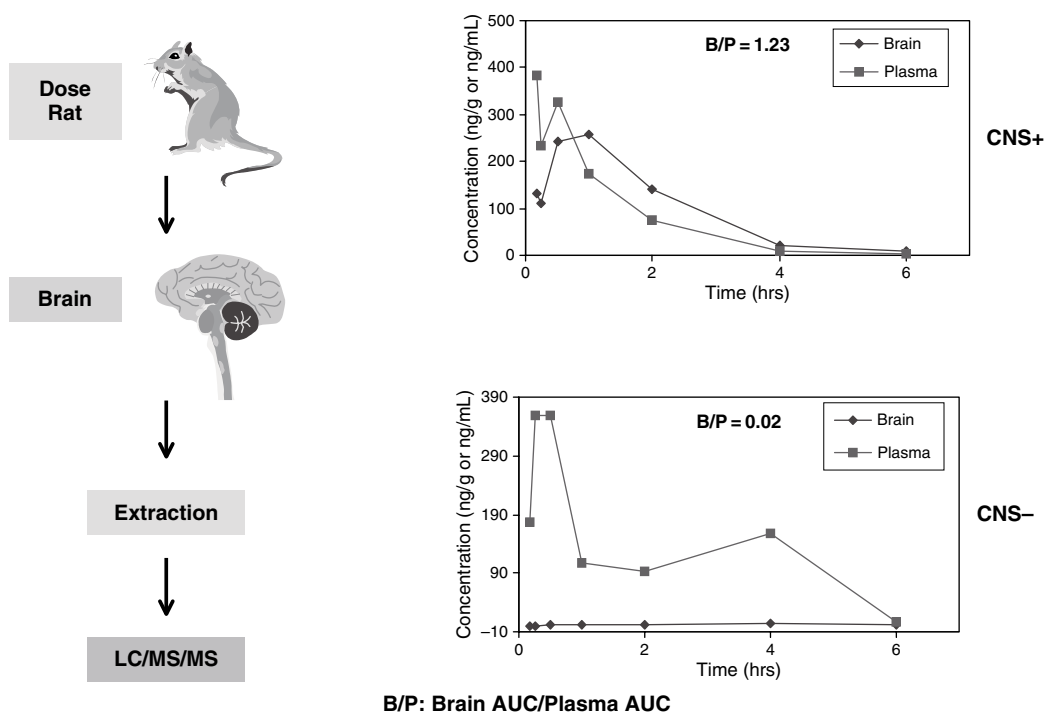 Dose
Rat
Brain
Extraction
LC/MS/MS
500
400
300
200
100
0
Concentration (ng/g or ng/mL)
B/P = 1.23
Brain
Plasma
0
2
4
6
Time (hrs)
CNS+
390
290
190
90
–10
Concentration (ng/g or ng/mL)
B/P = 0.02
Brain
Plasma
0
2
4
6
Time (hrs)
CNS–
B/P: Brain AUC/Plasma AUC